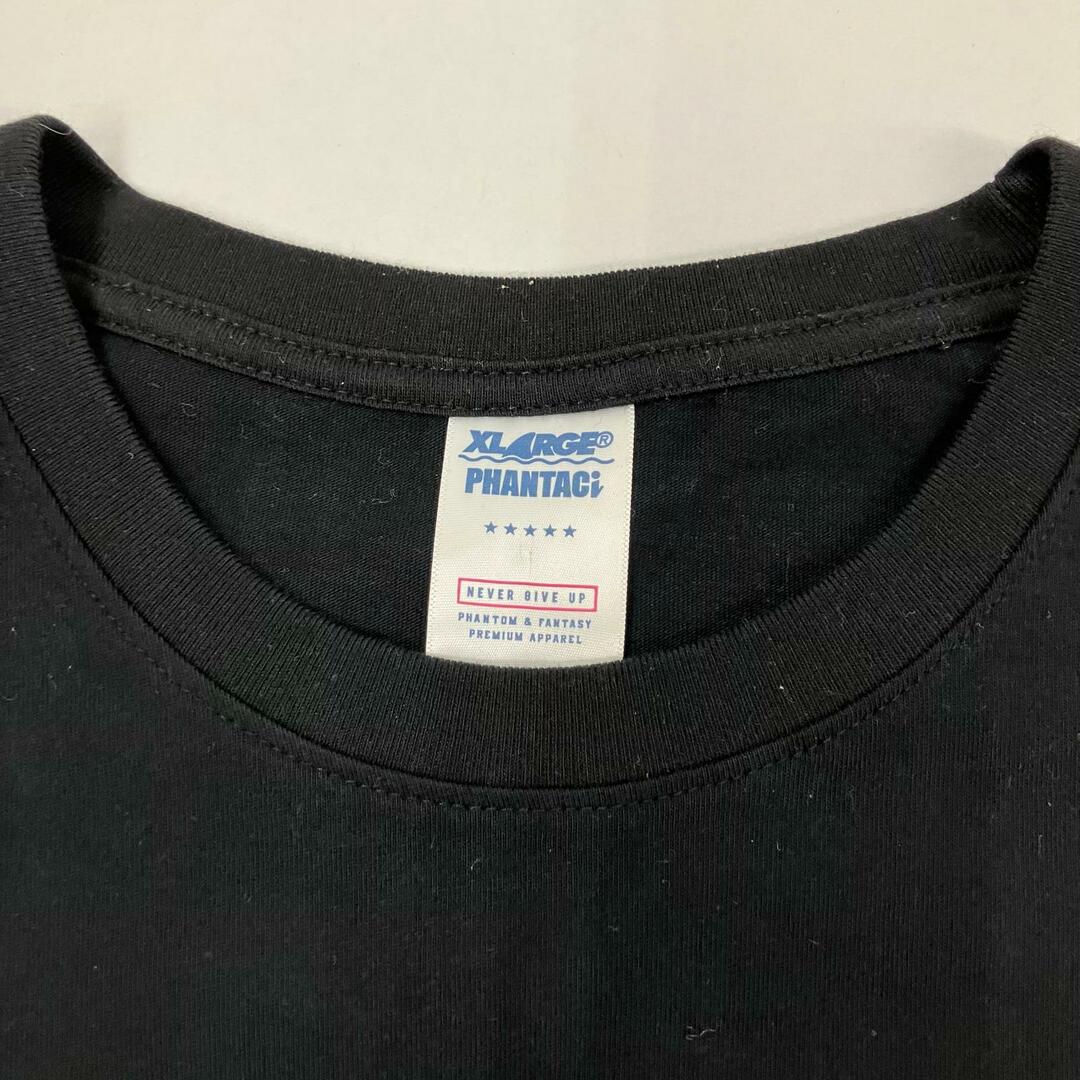 XLARGE®
PHANTACi
★★★★★
NEVER GIVE UP
PHANTOM & FANTASY
PREMIUM APPAREL